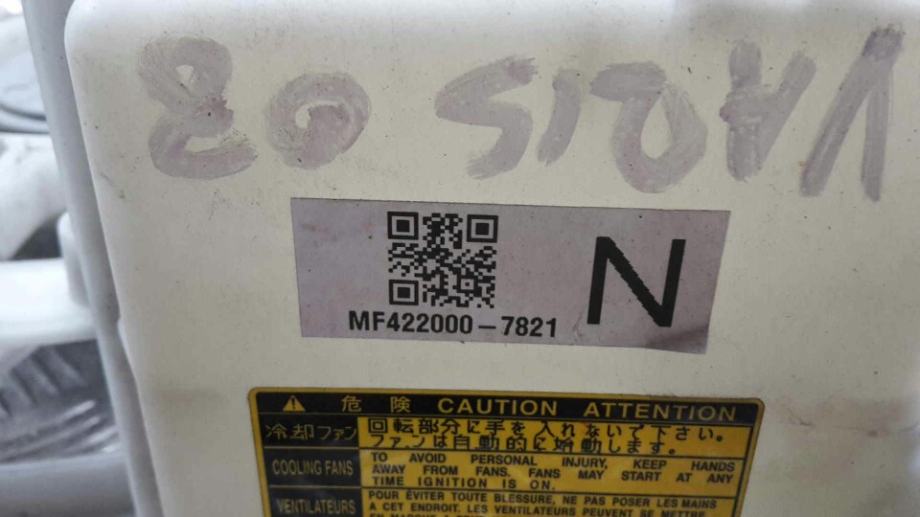 YARIS 08
MF422000-7821
N
危険 CAUTION ATTENTION
冷却ファン
回転部分に手を入れないで下さい。
ファンは自動的に始動します。
COOLING FANS
TO AVOID PERSONAL INJURY, KEEP HANDS
AWAY FROM FANS. FANS MAY START AT ANY
TIME IGNITION IS ON.
VENTILATEURS
POUR ÉVITER TOUTE BLESSURE, NE PAS POSER LES MAINS
A CET ENDROIT. LES VENTILATEURS PEUVENT SE METTRE